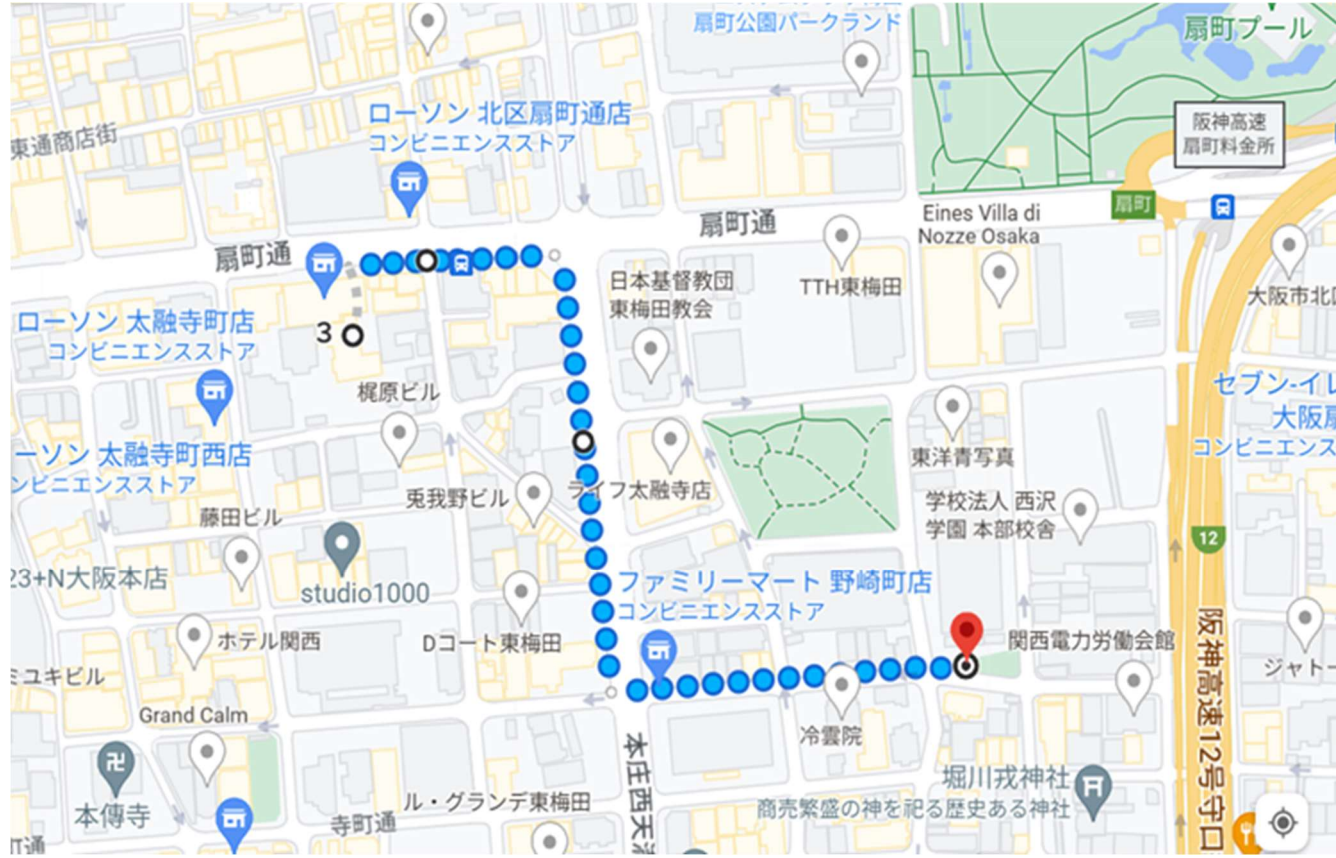 扇町公園パークランド
扇町プール
ローソン 北区扇町通店
コンビニエンスストア
東通商店街
阪神高速
扇町料金所
扇町
Eines Villa di
Nozze Osaka
扇町通
扇町通
日本基督教団
東梅田教会
TTH東梅田
大阪市北
ローソン 太融寺町店
コンビニエンスストア
3
梶原ビル
セブン-イレ
大阪扇
コンビニエンス
ーソン 太融寺町西店
ンビニエンスストア
東洋青写真
兎我野ビル
ライフ太融寺店
学校法人 西沢
学園 本部校舎
藤田ビル
12
23+N大阪本店
studio1000
ファミリーマート 野崎町店
コンビニエンスストア
ホテル関西
Dコート東梅田
関西電力労働会館
ミユキビル
ジャトー
Grand Calm
冷雲院
阪神高速12号守口
本傳寺
ル・グランデ東梅田
寺町通
本庄西天満
堀川戎神社
商売繁盛の神を祀る歴史ある神社